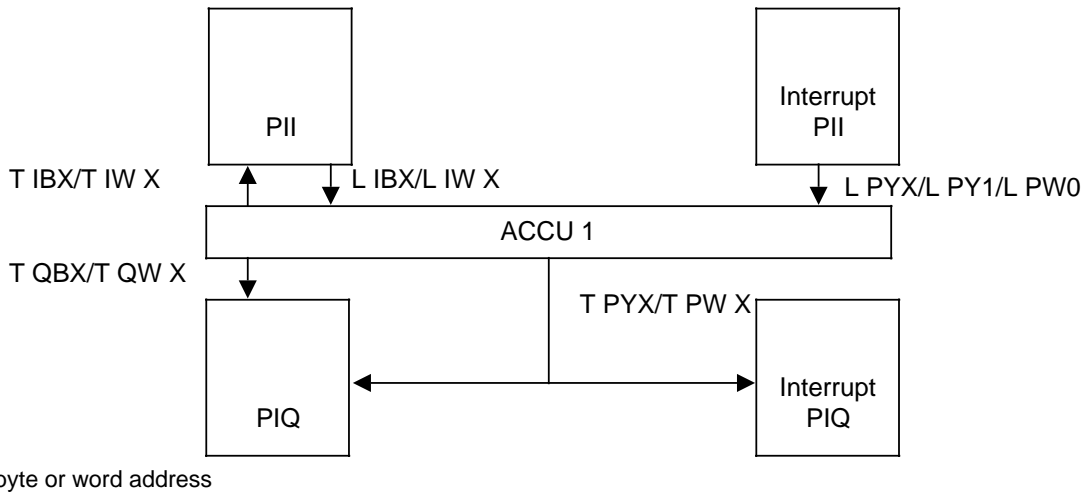 PII
Interrupt
PII
T IBX/T IW X
L IBX/L IW X
L PYX/L PY1/L PW0
ACCU 1
T QBX/T QW X
T PYX/T PW X
PIQ
Interrupt
PIQ
or word address